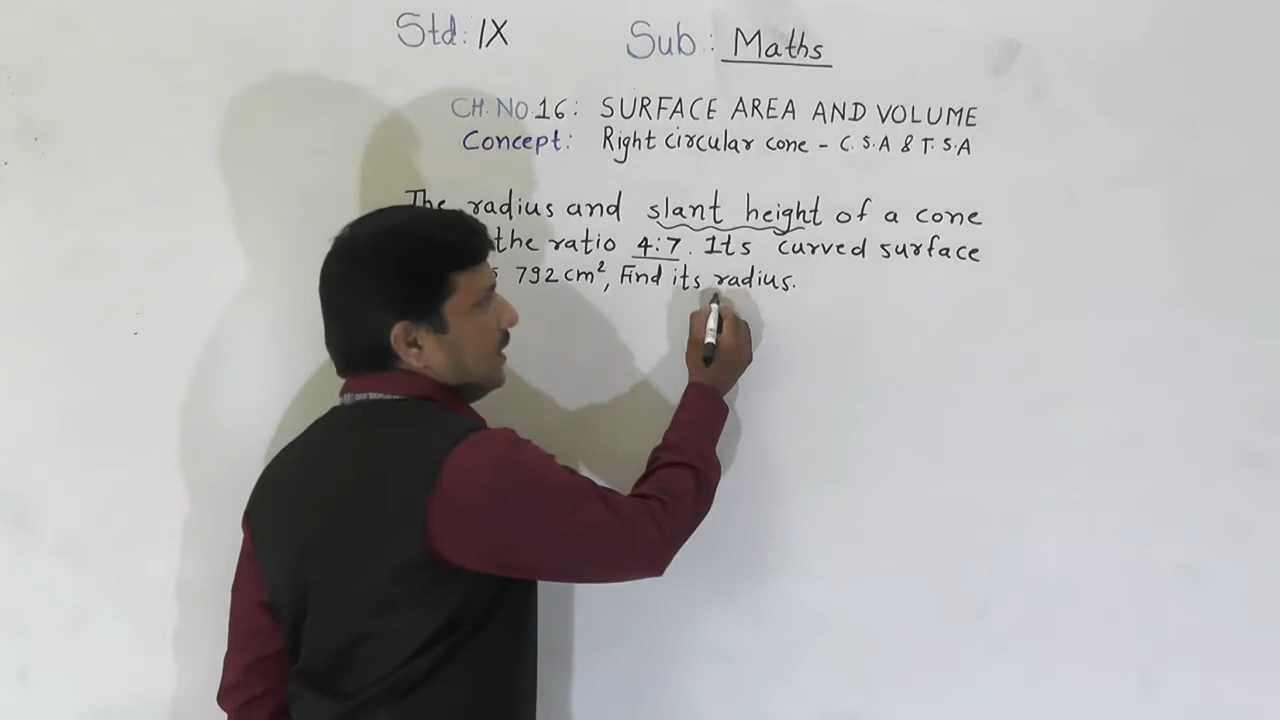 Std: IX Sub: Maths
CH. NO. 16: SURFACE AREA AND VOLUME
Concept: Right circular cone - C.S.A & T.S.A
The radius and slant height of a cone
the ratio 4:7. Its curved surface
792 cm², Find its radius.